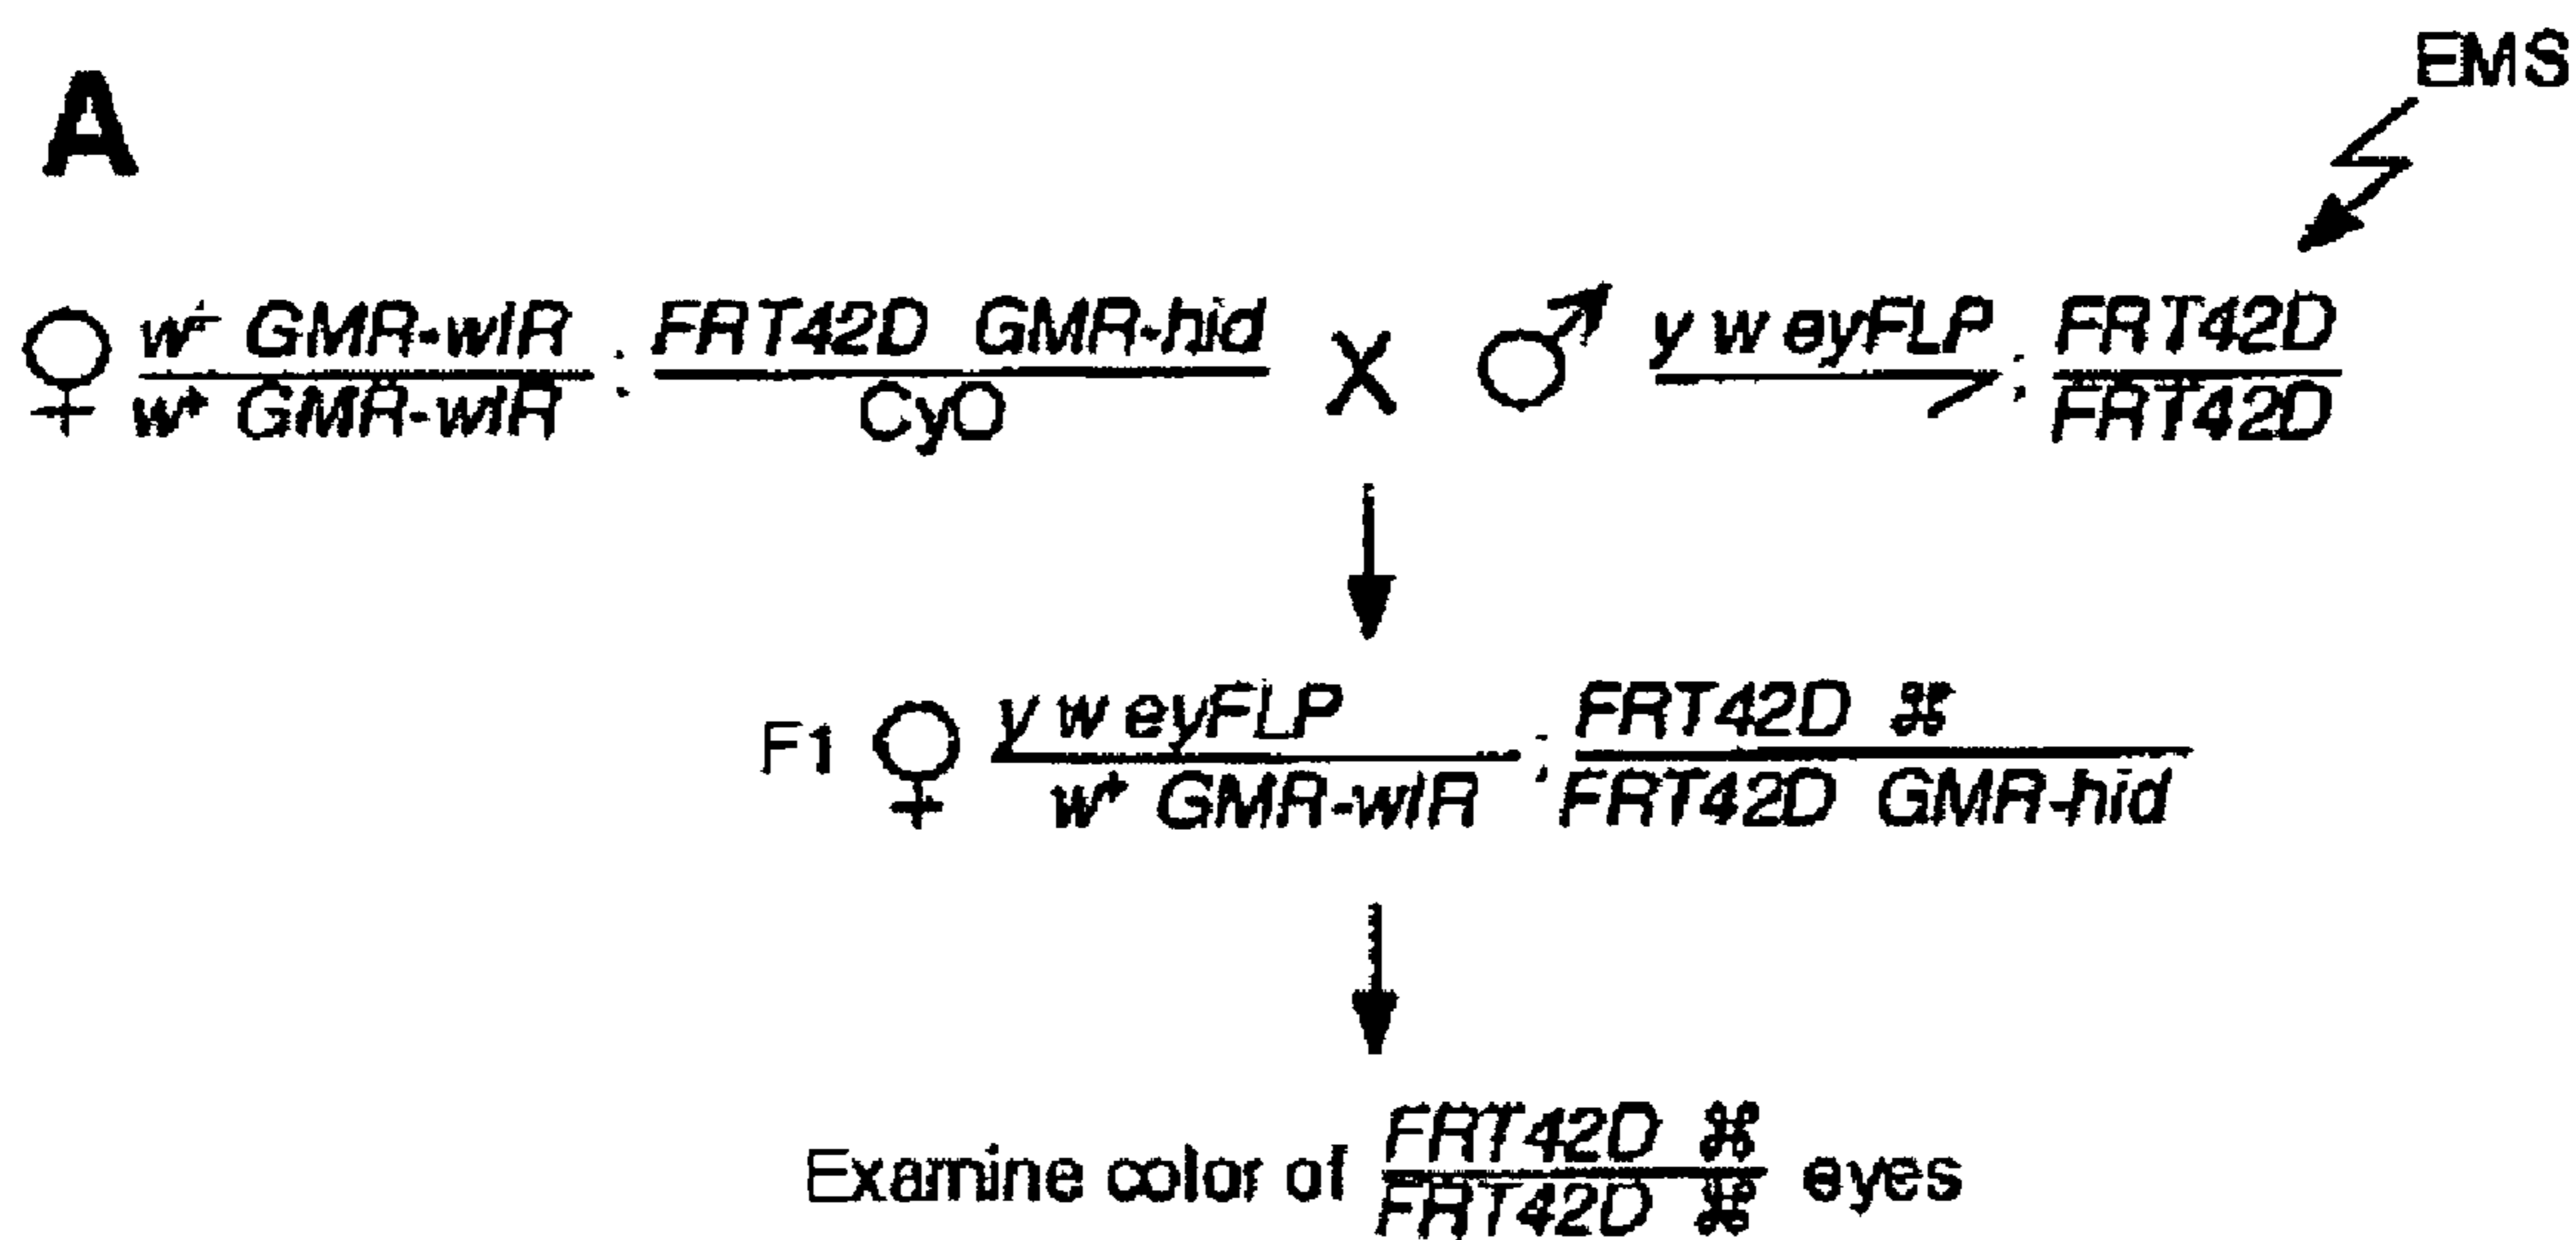 A
EMS
♀ w+ GMR-wIR ; FRT42D GMR-hid X ♂ y w eyFLP ; FRT42D
w+ GMR-wIR CyO FRT42D
F1 ♀ y w eyFLP ; FRT42D ⌘
w+ GMR-wIR FRT42D GMR-hid
Examine color of FRT42D ⌘ eyes
FRT42D ⌘